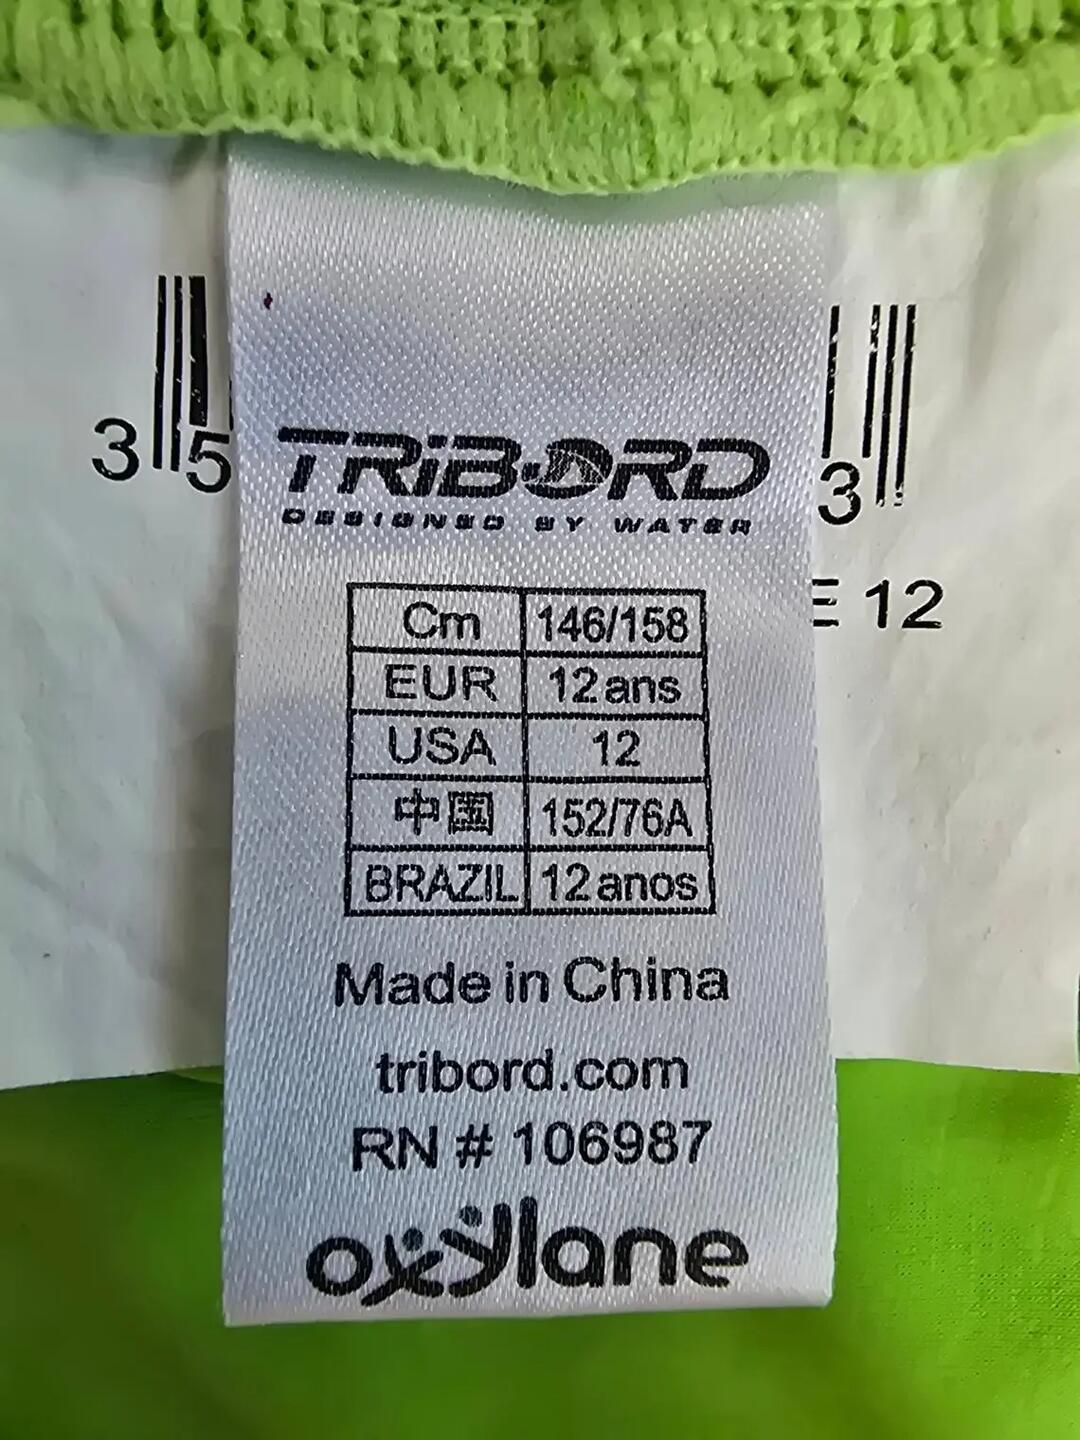 TRIBORD
DESIGNED BY WATER
3 5
3
E 12
Cm 146/158
EUR 12 ans
USA 12
中国 152/76A
BRAZIL 12 anos
Made in China
tribord.com
RN # 106987
oxylane